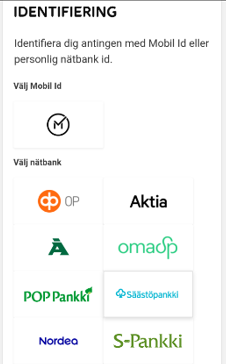 IDENTIFIERING
Identifiera dig antingen med Mobil Id eller
personlig nätbank id.
Välj Mobil Id
Välj nätbank
OP
Aktia
omasp
POP Pankki
Säästöpankki
Nordea
S-Pankki